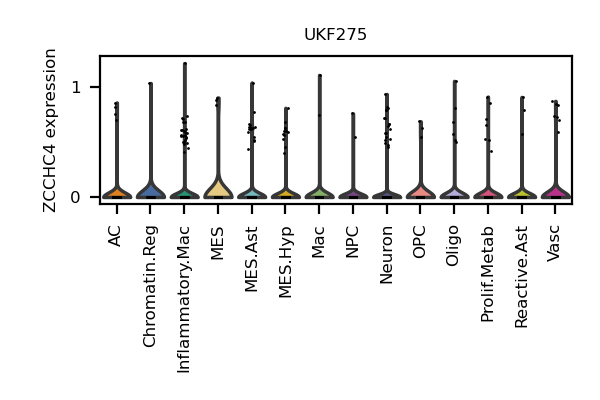 UKF275
ZCCHC4 expression
1
0
AC
Chromatin.Reg
Inflammatory.Mac
MES
MES.Ast
MES.Hyp
Mac
NPC
Neuron
OPC
Oligo
Prolif.Metab
Reactive.Ast
Vasc